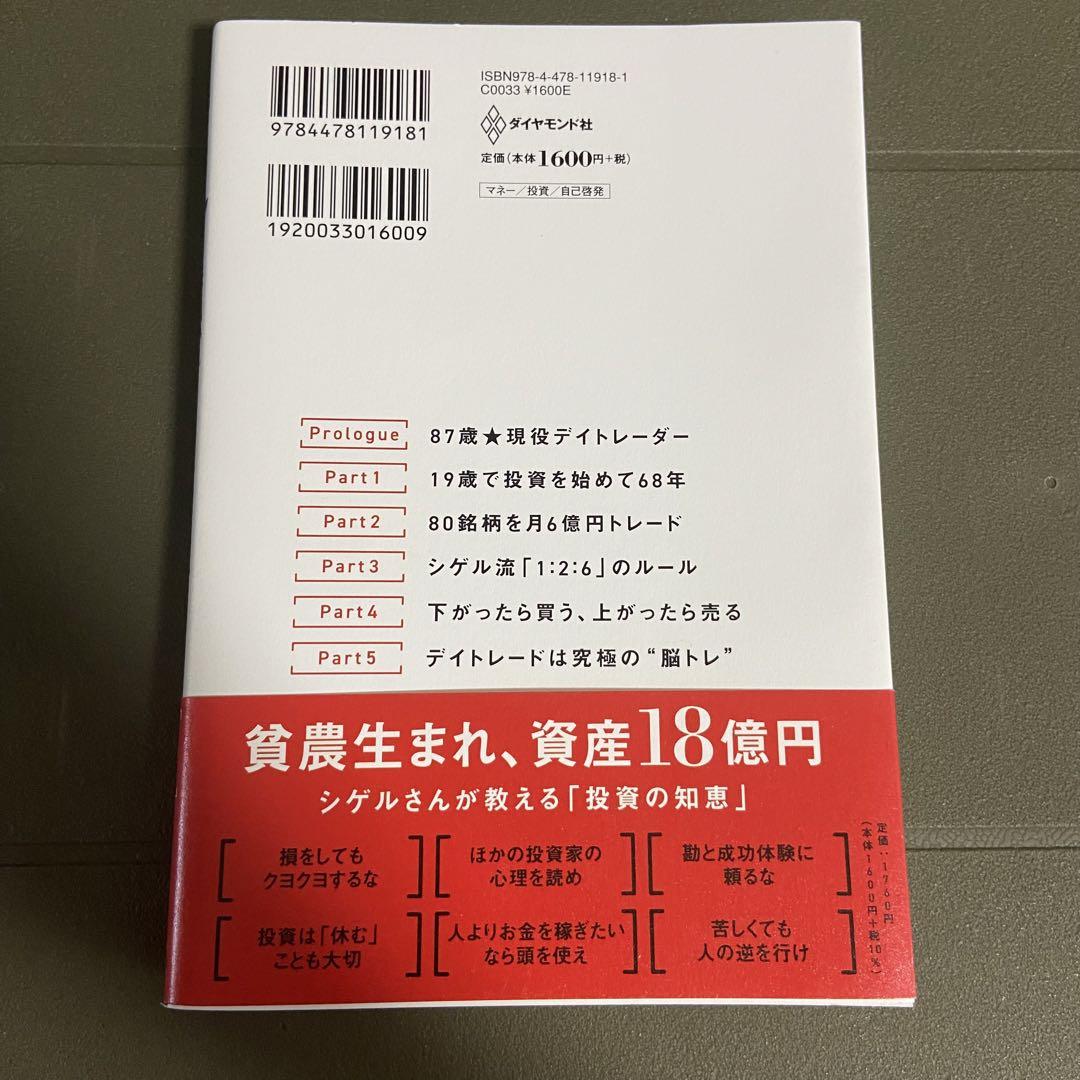 9784478119181
1920033016009
ISBN978-4-478-11918-1
C0033 ¥1600E
ダイヤモンド社
定価(本体1600円+税)
マネー/投資/自己啓発
Prologue 87歳★現役デイトレーダー
Part1 19歳で投資を始めて68年
Part2 80銘柄を月6億円トレード
Part3 シゲル流「1:2:6」のルール
Part4 下がったら買う、上がったら売る
Part5 デイトレードは究極の“脳トレ”
貧農生まれ、資産18億円
シゲルさんが教える「投資の知恵」
損をしても
クヨクヨするな
ほかの投資家の
心理を読め
勘と成功体験に
頼るな
投資は「休む」
ことも大切
人よりお金を稼ぎたい
なら頭を使え
苦しくても
人の逆を行け
定価:1760円
(本体1600円+税10%)